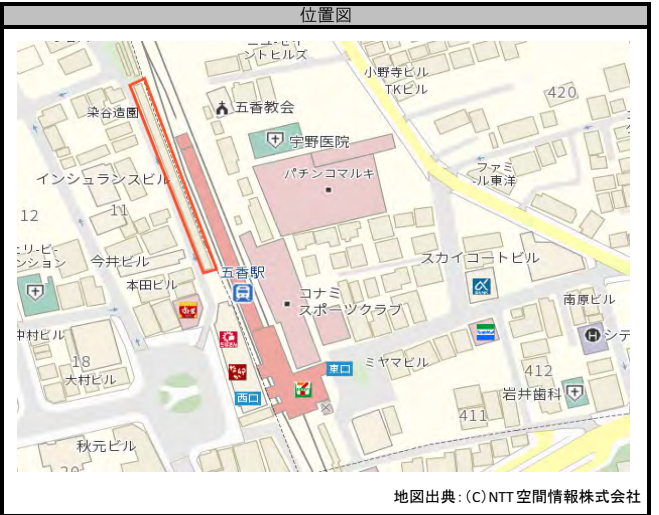 位置図
ントヒルズ
小野寺ビル
TKビル
420
染谷造園
五香教会
宇野医院
パチンコマルキ
ファミ
ール東洋
インシュランスビル
12
11
スカイコートビル
今井ビル
五香駅
本田ビル
コナミ
スポーツクラブ
南原ビル
中村ビル
18
大村ビル
東口
ミヤマビル
シテ
412
西口
岩井歯科
411
秋元ビル
地図出典：(C)NTT空間情報株式会社